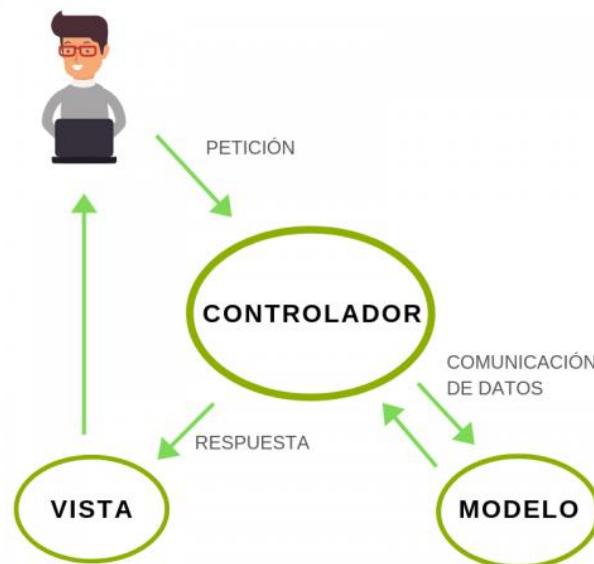 PETICIÓN
CONTROLADOR
COMUNICACIÓN
DE DATOS
RESPUESTA
VISTA
MODELO